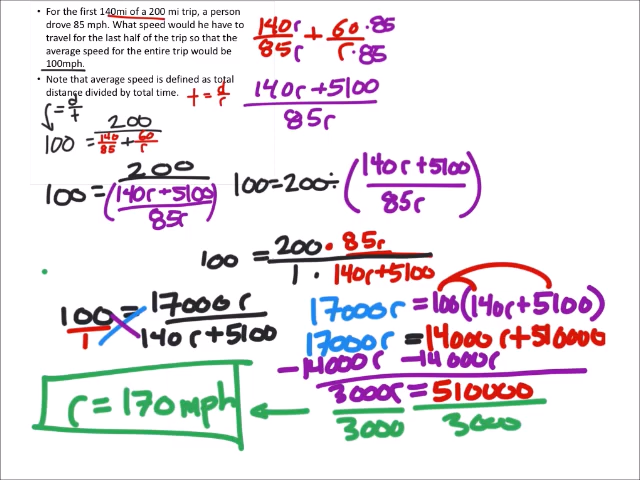 • For the first 140mi of a 200 mi trip, a person
drove 85 mph. What speed would he have to
travel for the last half of the trip so that the
average speed for the entire trip would be
100mph.
• Note that average speed is defined as total
distance divided by total time.
t = d/r
r = d/t
100 = 200/(140/85 + 60/r)
140r/85r + 60·85/r·85
(140r + 5100)/85r
100 = 200/((140r + 5100)/85r)
100 = 200 ÷ ((140r + 5100)/85r)
100 = (200 · 85r)/(1 · 140r + 5100)
100/1 = 17000r/(140r + 5100)
17000r = 100(140r + 5100)
17000r = 14000r + 510000
- 14000r - 14000r
3000r = 510000
3000 3000
r = 170 mph